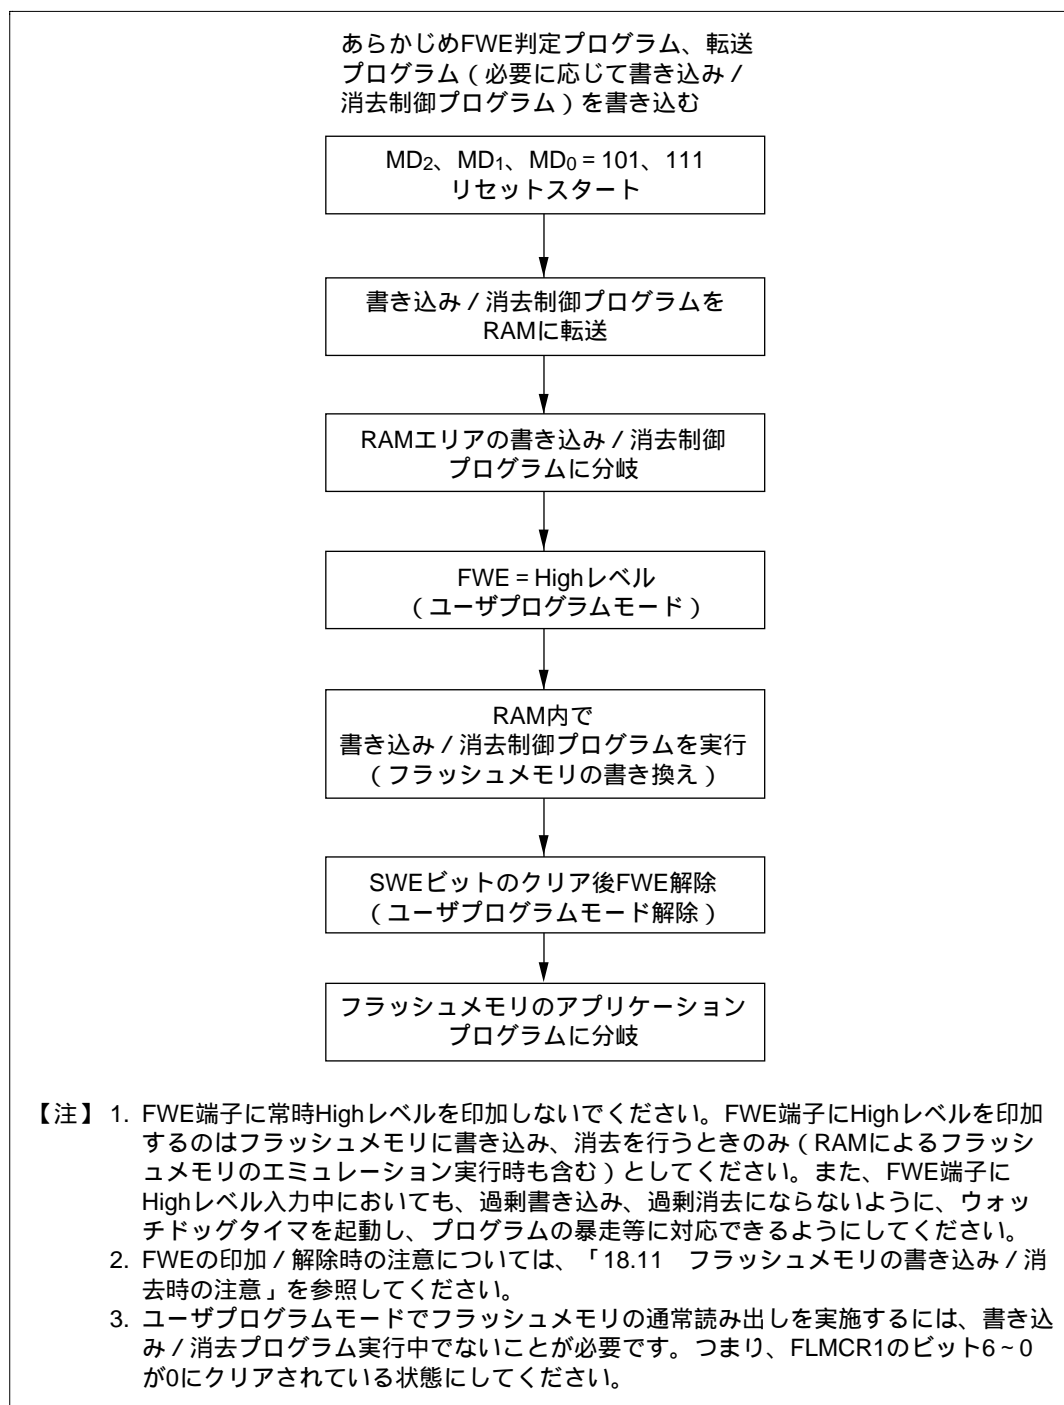 あらかじめFWE判定プログラム、転送
プログラム（必要に応じて書き込み／
消去制御プログラム）を書き込む
MD₂、MD₁、MD₀ = 101、111
リセットスタート
書き込み／消去制御プログラムを
RAMに転送
RAMエリアの書き込み／消去制御
プログラムに分岐
FWE = Highレベル
（ユーザプログラムモード）
RAM内で
書き込み／消去制御プログラムを実行
（フラッシュメモリの書き換え）
SWEビットのクリア後FWE解除
（ユーザプログラムモード解除）
フラッシュメモリのアプリケーション
プログラムに分岐
【注】 1. FWE端子に常時Highレベルを印加しないでください。FWE端子にHighレベルを印加
するのはフラッシュメモリに書き込み、消去を行うときのみ（RAMによるフラッシ
ュメモリのエミュレーション実行時も含む）としてください。また、FWE端子に
Highレベル入力中においても、過剰書き込み、過剰消去にならないように、ウォッ
チドッグタイマを起動し、プログラムの暴走等に対応できるようにしてください。
2. FWEの印加／解除時の注意については、「18.11　フラッシュメモリの書き込み／消
去時の注意」を参照してください。
3. ユーザプログラムモードでフラッシュメモリの通常読み出しを実施するには、書き込
み／消去プログラム実行中でないことが必要です。つまり、FLMCR1のビット6～0
が0にクリアされている状態にしてください。